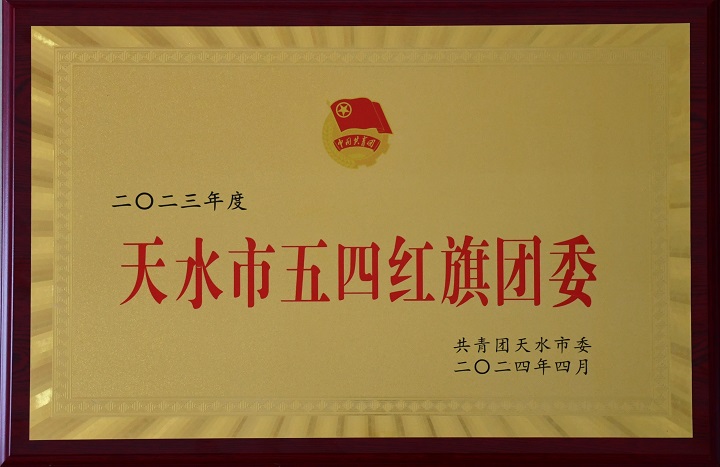 中国共青团
二〇二三年度
天水市五四红旗团委
共青团天水市委
二〇二四年四月